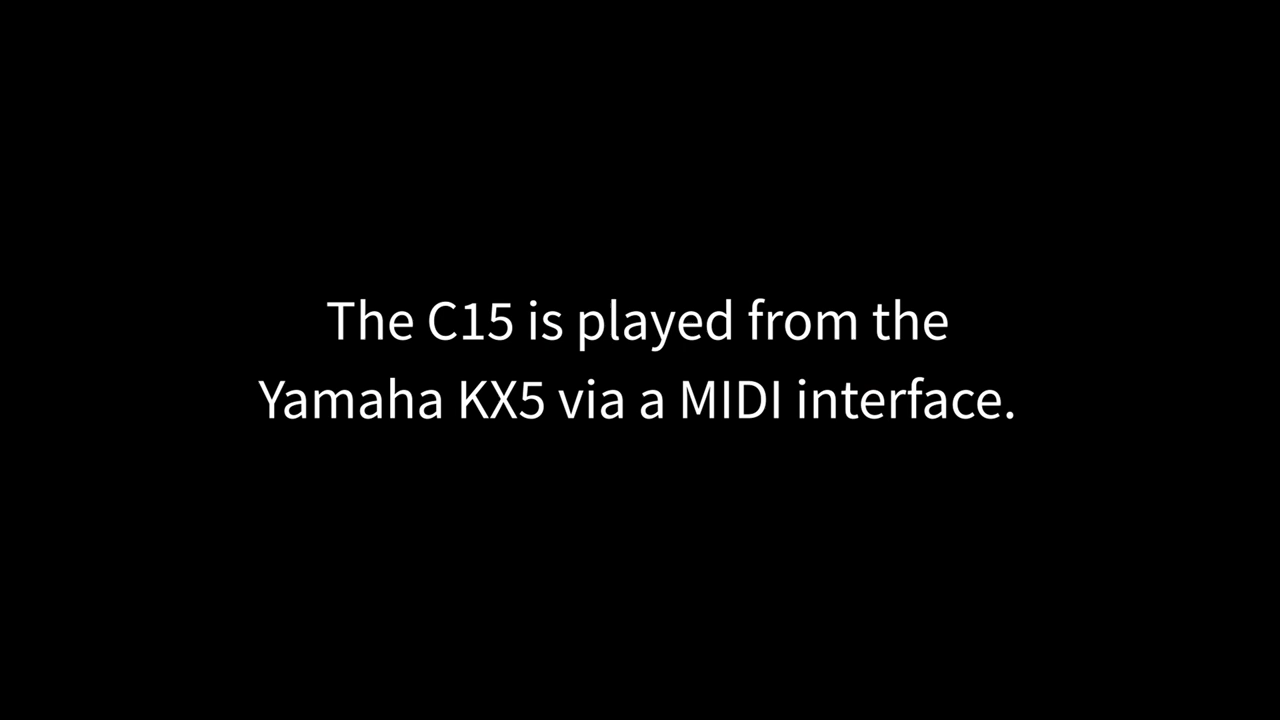 The C15 is played from the
Yamaha KX5 via a MIDI interface.